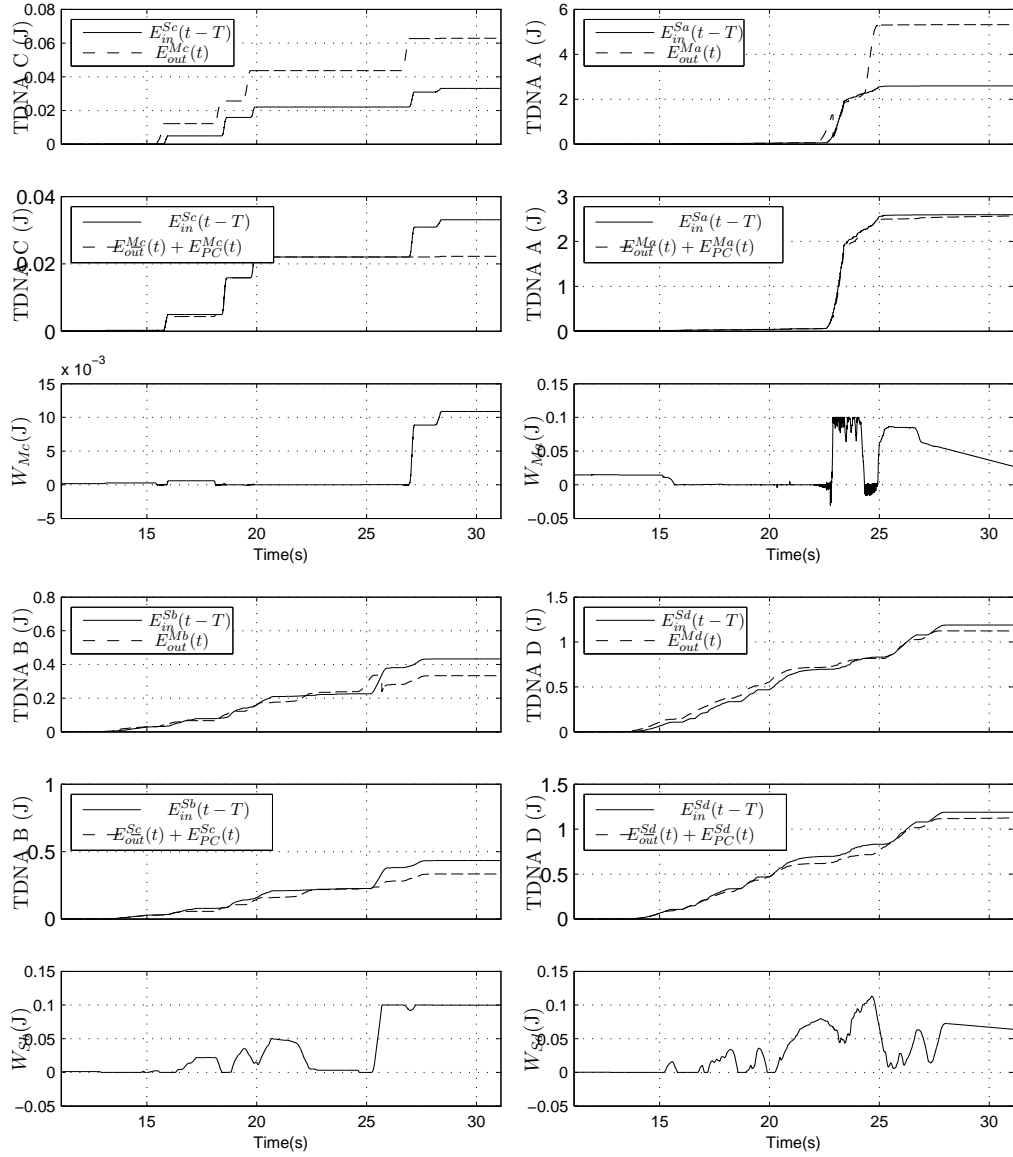 TDNA C (J)
0.08
0.06
0.04
0.02
0
E_{in}^{Sc}(t−T)
E_{out}^{Mc}(t)
TDNA A (J)
6
4
2
0
E_{in}^{Sa}(t−T)
E_{out}^{Ma}(t)
TDNA C (J)
0.04
0.02
0
E_{in}^{Sc}(t−T)
E_{out}^{Mc}(t) + E_{PC}^{Mc}(t)
TDNA A (J)
3
2
1
0
E_{in}^{Sa}(t−T)
E_{out}^{Ma}(t) + E_{PC}^{Ma}(t)
x 10^{−3}
W_{Mc}(J)
15
10
5
0
−5
15 20 25 30
Time(s)
W_{Ma}(J)
0.15
0.1
0.05
0
−0.05
15 20 25 30
Time(s)
TDNA B (J)
0.8
0.6
0.4
0.2
0
E_{in}^{Sb}(t−T)
E_{out}^{Mb}(t)
TDNA D (J)
1.5
1
0.5
0
E_{in}^{Sd}(t−T)
E_{out}^{Md}(t)
TDNA B (J)
1
0.5
0
E_{in}^{Sb}(t−T)
E_{out}^{Sc}(t) + E_{PC}^{Sc}(t)
TDNA D (J)
1.5
1
0.5
0
E_{in}^{Sd}(t−T)
E_{out}^{Sd}(t) + E_{PC}^{Sd}(t)
W_{Sb}(J)
0.15
0.1
0.05
0
−0.05
15 20 25 30
Time(s)
W_{Sd}(J)
0.15
0.1
0.05
0
−0.05
15 20 25 30
Time(s)